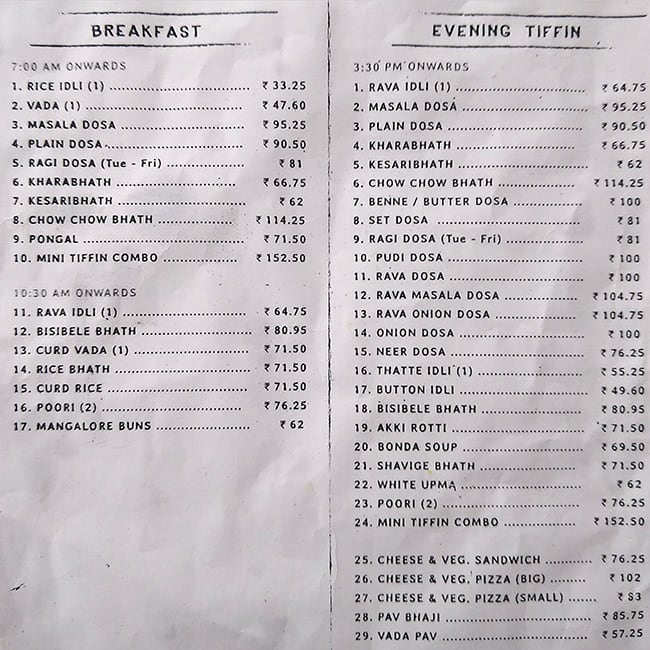 BREAKFAST
7:00 AM ONWARDS
1. RICE IDLI (1) ₹ 33.25
2. VADA (1) ₹ 47.60
3. MASALA DOSA ₹ 95.25
4. PLAIN DOSA ₹ 90.50
5. RAGI DOSA (Tue - Fri) ₹ 81
6. KHARABHATH ₹ 66.75
7. KESARIBHATH ₹ 62
8. CHOW CHOW BHATH ₹ 114.25
9. PONGAL ₹ 71.50
10. MINI TIFFIN COMBO ₹ 152.50
10:30 AM ONWARDS
11. RAVA IDLI (1) ₹ 64.75
12. BISIBELE BHATH ₹ 80.95
13. CURD VADA (1) ₹ 71.50
14. RICE BHATH ₹ 71.50
15. CURD RICE ₹ 71.50
16. POORI (2) ₹ 76.25
17. MANGALORE BUNS ₹ 62
EVENING TIFFIN
3:30 PM ONWARDS
1. RAVA IDLI (1) ₹ 64.75
2. MASALA DOSA ₹ 95.25
3. PLAIN DOSA ₹ 90.50
4. KHARABHATH ₹ 66.75
5. KESARIBHATH ₹ 62
6. CHOW CHOW BHATH ₹ 114.25
7. BENNE / BUTTER DOSA ₹ 100
8. SET DOSA ₹ 81
9. RAGI DOSA (Tue - Fri) ₹ 81
10. PUDI DOSA ₹ 100
11. RAVA DOSA ₹ 100
12. RAVA MASALA DOSA ₹ 104.75
13. RAVA ONION DOSA ₹ 104.75
14. ONION DOSA ₹ 100
15. NEER DOSA ₹ 76.25
16. THATTE IDLI (1) ₹ 55.25
17. BUTTON IDLI ₹ 49.60
18. BISIBELE BHATH ₹ 80.95
19. AKKI ROTTI ₹ 71.50
20. BONDA SOUP ₹ 69.50
21. SHAVIGE BHATH ₹ 71.50
22. WHITE UPMA ₹ 62
23. POORI (2) ₹ 76.25
24. MINI TIFFIN COMBO ₹ 152.50
25. CHEESE & VEG. SANDWICH ₹ 76.25
26. CHEESE & VEG. PIZZA (BIG) ₹ 102
27. CHEESE & VEG. PIZZA (SMALL) ₹ 83
28. PAV BHAJI ₹ 85.75
29. VADA PAV ₹ 57.25